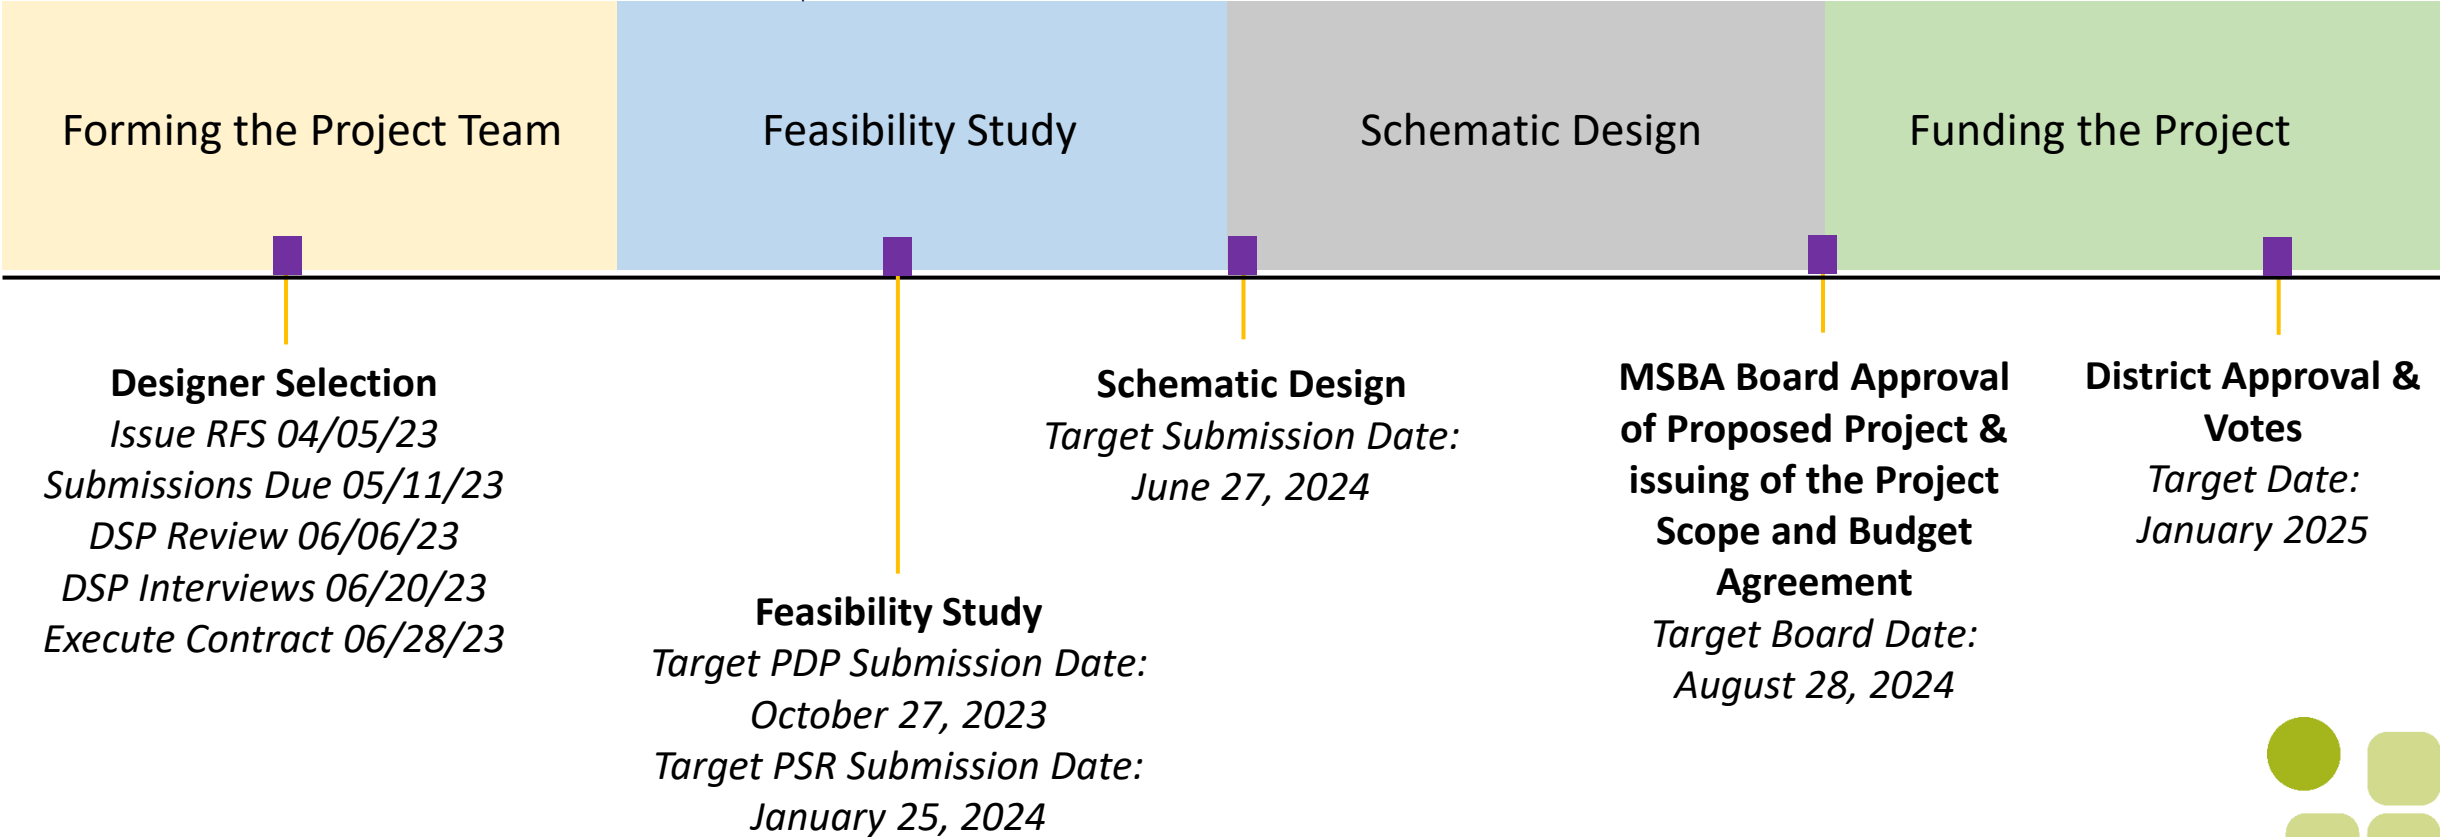 Forming the Project Team
Feasibility Study
Schematic Design
Funding the Project
Designer Selection
Issue RFS 04/05/23
Submissions Due 05/11/23
DSP Review 06/06/23
DSP Interviews 06/20/23
Execute Contract 06/28/23
Feasibility Study
Target PDP Submission Date:
October 27, 2023
Target PSR Submission Date:
January 25, 2024
Schematic Design
Target Submission Date:
June 27, 2024
MSBA Board Approval
of Proposed Project &
issuing of the Project
Scope and Budget
Agreement
Target Board Date:
August 28, 2024
District Approval &
Votes
Target Date:
January 2025